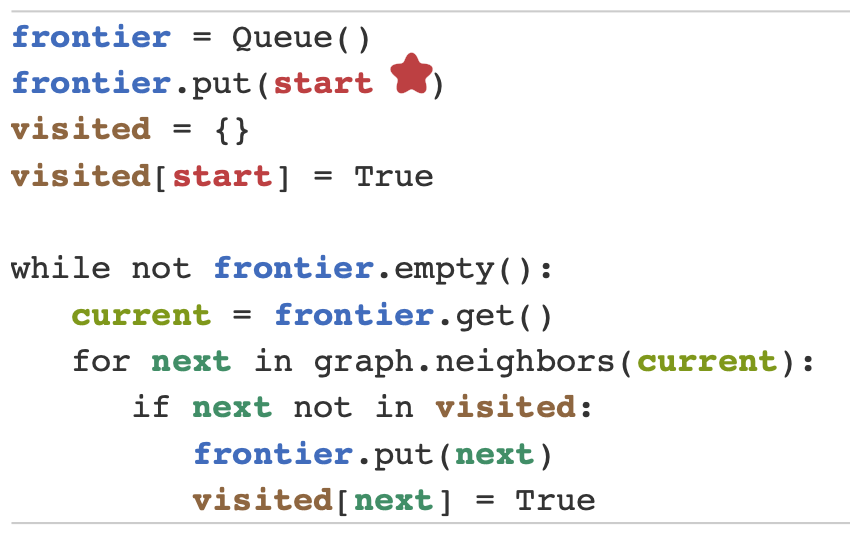 frontier = Queue()
frontier.put(start ★)
visited = {}
visited[start] = True

while not frontier.empty():
   current = frontier.get()
   for next in graph.neighbors(current):
      if next not in visited:
         frontier.put(next)
         visited[next] = True